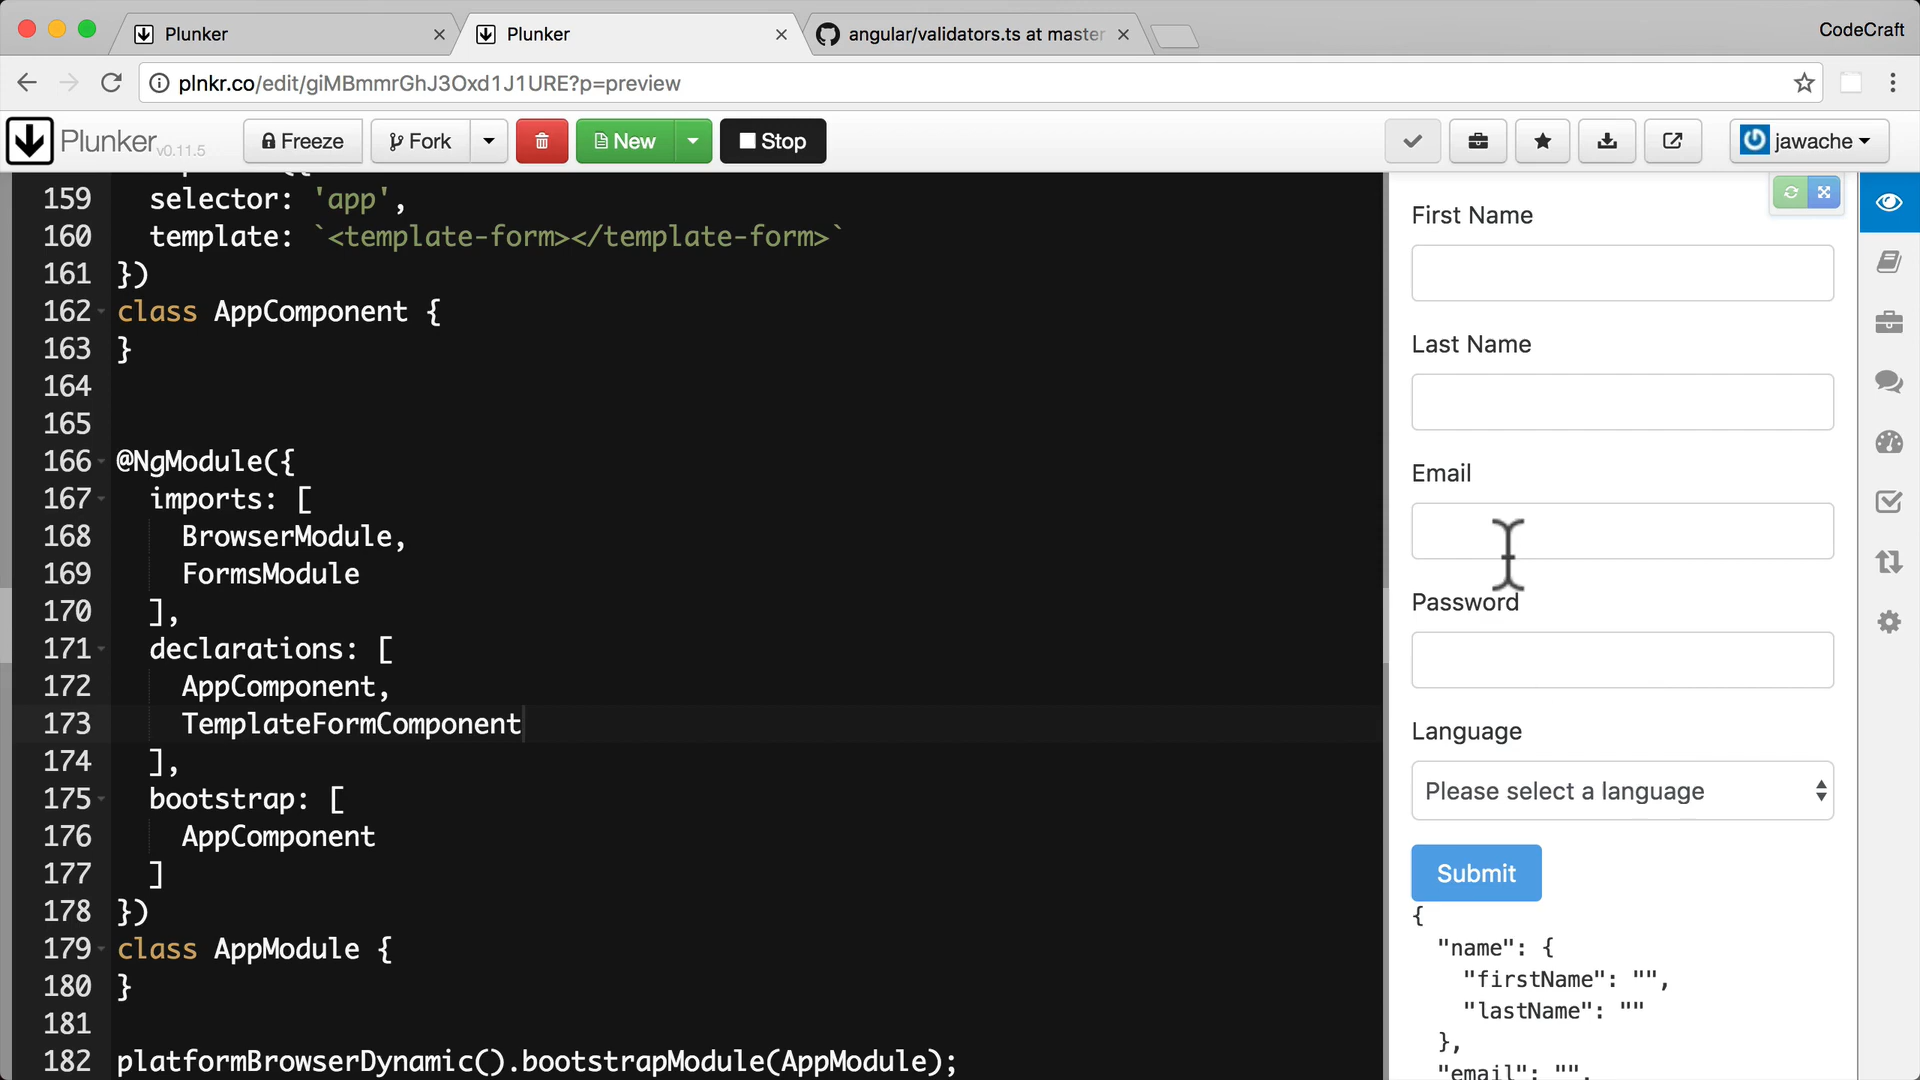 Plunker
Plunker
angular/validators.ts at master
CodeCraft
plnkr.co/edit/giMBmmrGhJ3Oxd1J1URE?p=preview
Plunker v0.11.5
Freeze
Fork
New
Stop
jawache
159 selector: 'app',
160 template: `<template-form></template-form>`
161 })
162 class AppComponent {
163 }
164
165
166 @NgModule({
167 imports: [
168 BrowserModule,
169 FormsModule
170 ],
171 declarations: [
172 AppComponent,
173 TemplateFormComponent
174 ],
175 bootstrap: [
176 AppComponent
177 ]
178 })
179 class AppModule {
180 }
181
182 platformBrowserDynamic().bootstrapModule(AppModule);
First Name
Last Name
Email
Password
Language
Please select a language
Submit
{
"name": {
"firstName": "",
"lastName": ""
},
"email": "",